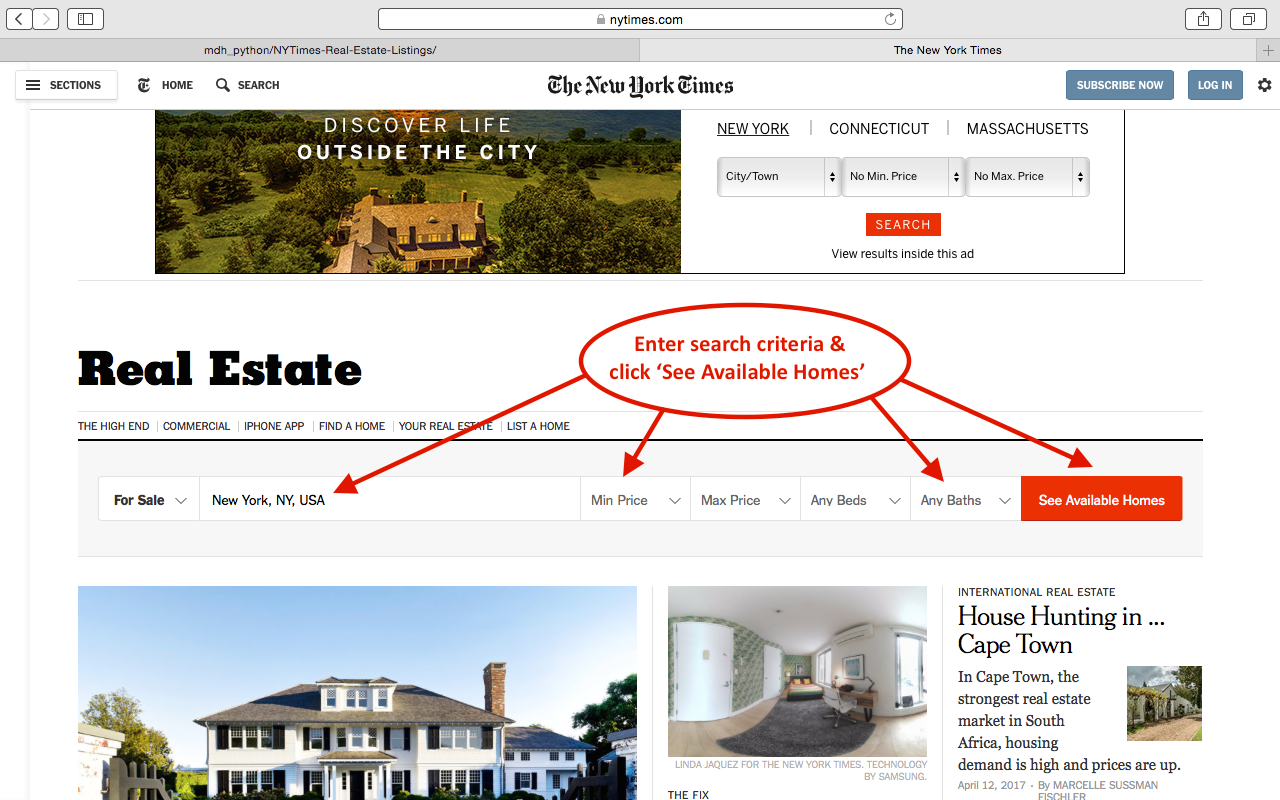 nytimes.com
mdh_python/NYTimes-Real-Estate-Listings/
The New York Times
SECTIONS
HOME
SEARCH
The New York Times
SUBSCRIBE NOW
LOG IN
DISCOVER LIFE
OUTSIDE THE CITY
NEW YORK | CONNECTICUT | MASSACHUSETTS
City/Town
No Min. Price
No Max. Price
SEARCH
View results inside this ad
Enter search criteria &
click ‘See Available Homes’
Real Estate
THE HIGH END | COMMERCIAL | IPHONE APP | FIND A HOME | YOUR REAL ESTATE | LIST A HOME
For Sale
New York, NY, USA
Min Price
Max Price
Any Beds
Any Baths
See Available Homes
LINDA JAQUEZ FOR THE NEW YORK TIMES. TECHNOLOGY
BY SAMSUNG.
THE FIX
INTERNATIONAL REAL ESTATE
House Hunting in ...
Cape Town
In Cape Town, the
strongest real estate
market in South
Africa, housing
demand is high and prices are up.
April 12, 2017 · By MARCELLE SUSSMAN
FISCHLER